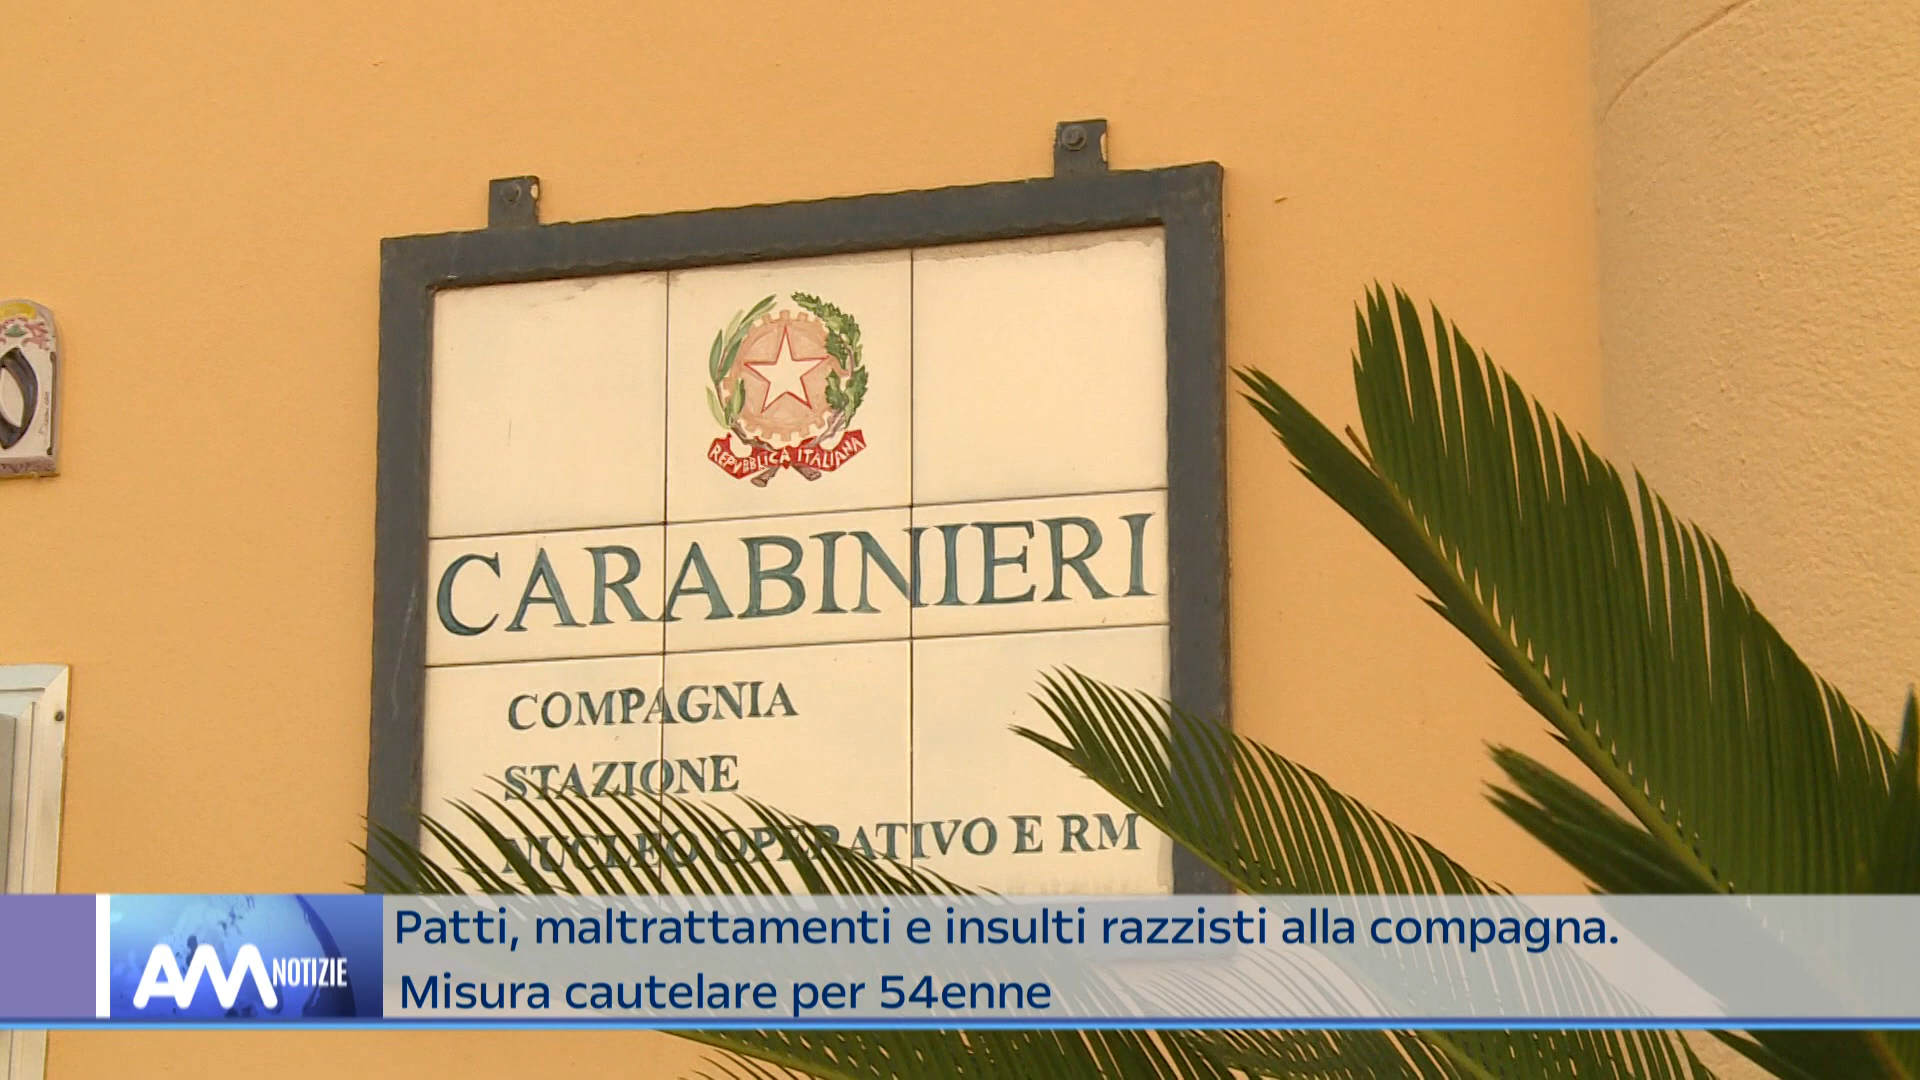 REPVBBLICA ITALIANA
CARABINIERI
COMPAGNIA
STAZIONE
NUCLEO OPERATIVO E RM
AM NOTIZIE
Patti, maltrattamenti e insulti razzisti alla compagna.
Misura cautelare per 54enne